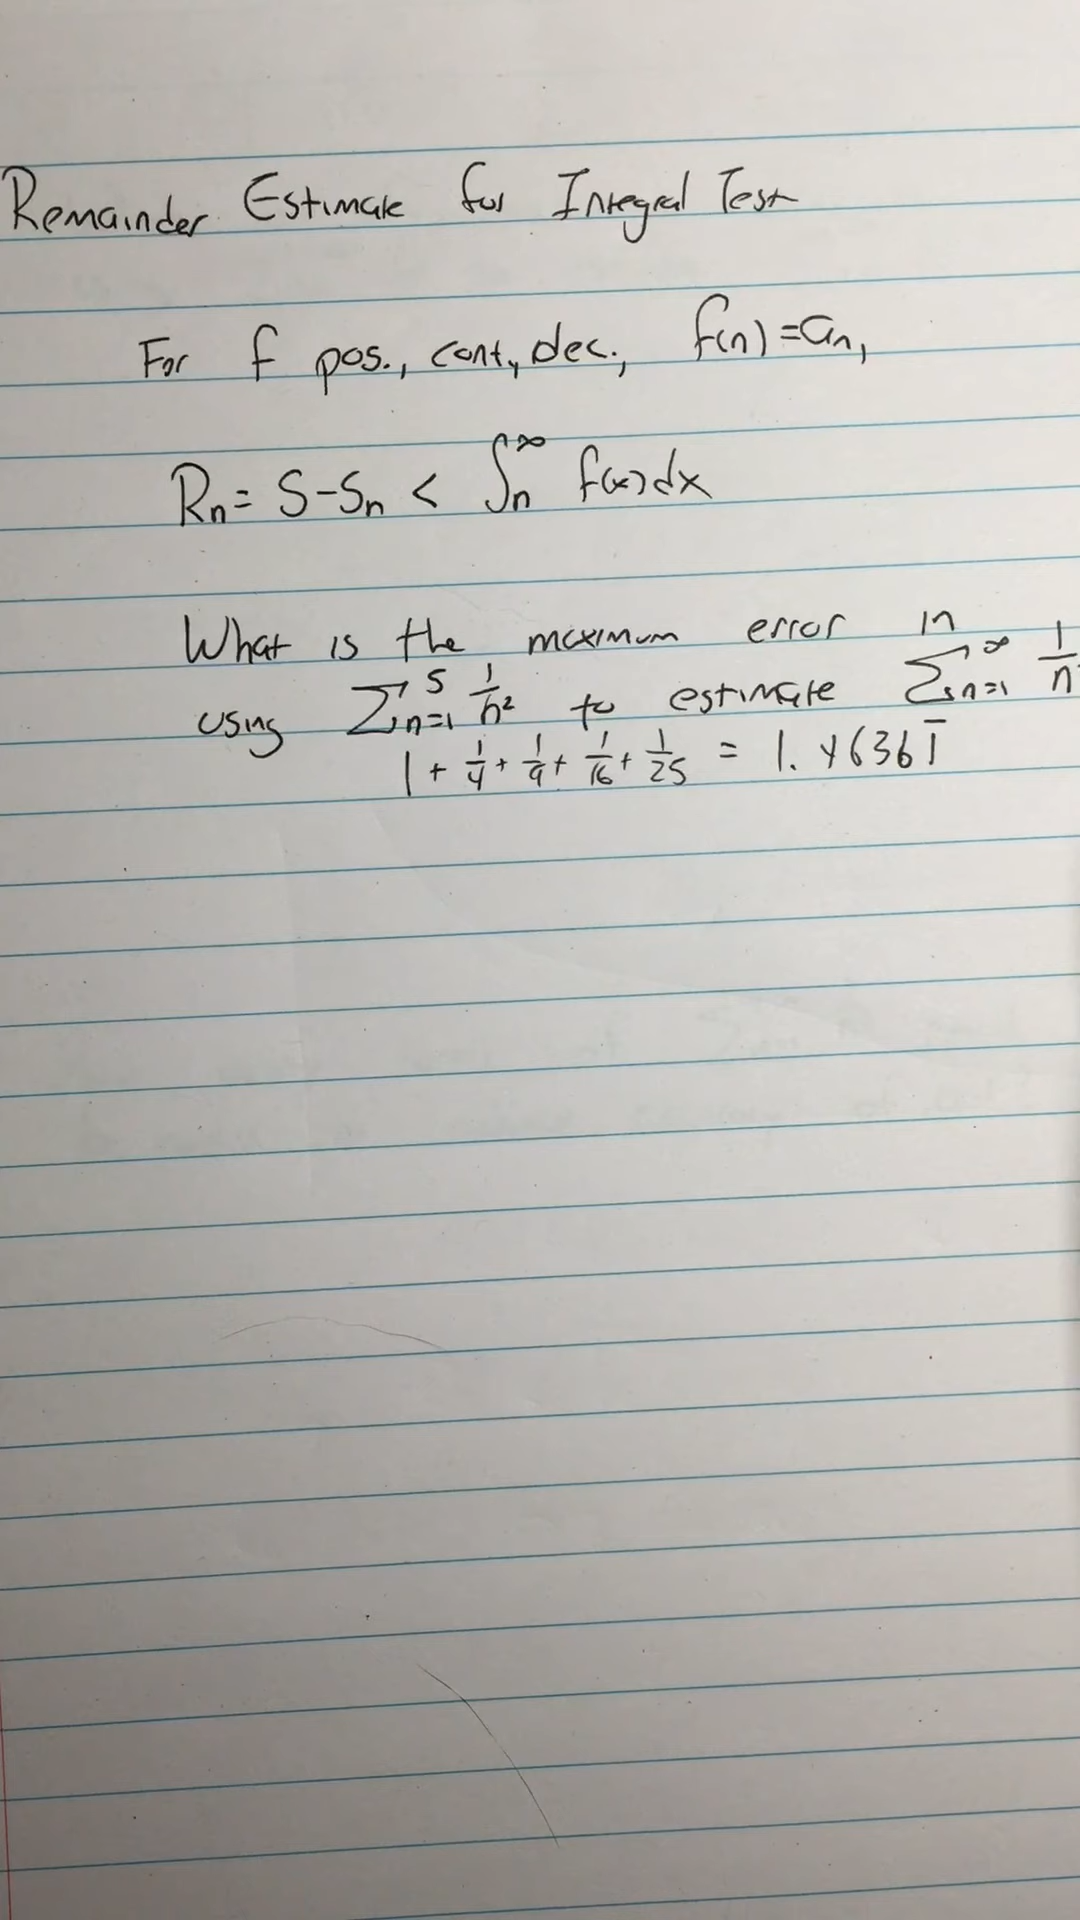 Remainder Estimate for Integral Test
For f pos., cont, dec., f(n)=aₙ,
Rₙ = S-Sₙ < ∫ₙ^∞ f(x)dx
What is the maximum error in
using Σₙ₌₁⁵ 1/n² to estimate Σₙ₌₁^∞ 1/n
1 + 1/4 + 1/9 + 1/16 + 1/25 = 1.46361̅